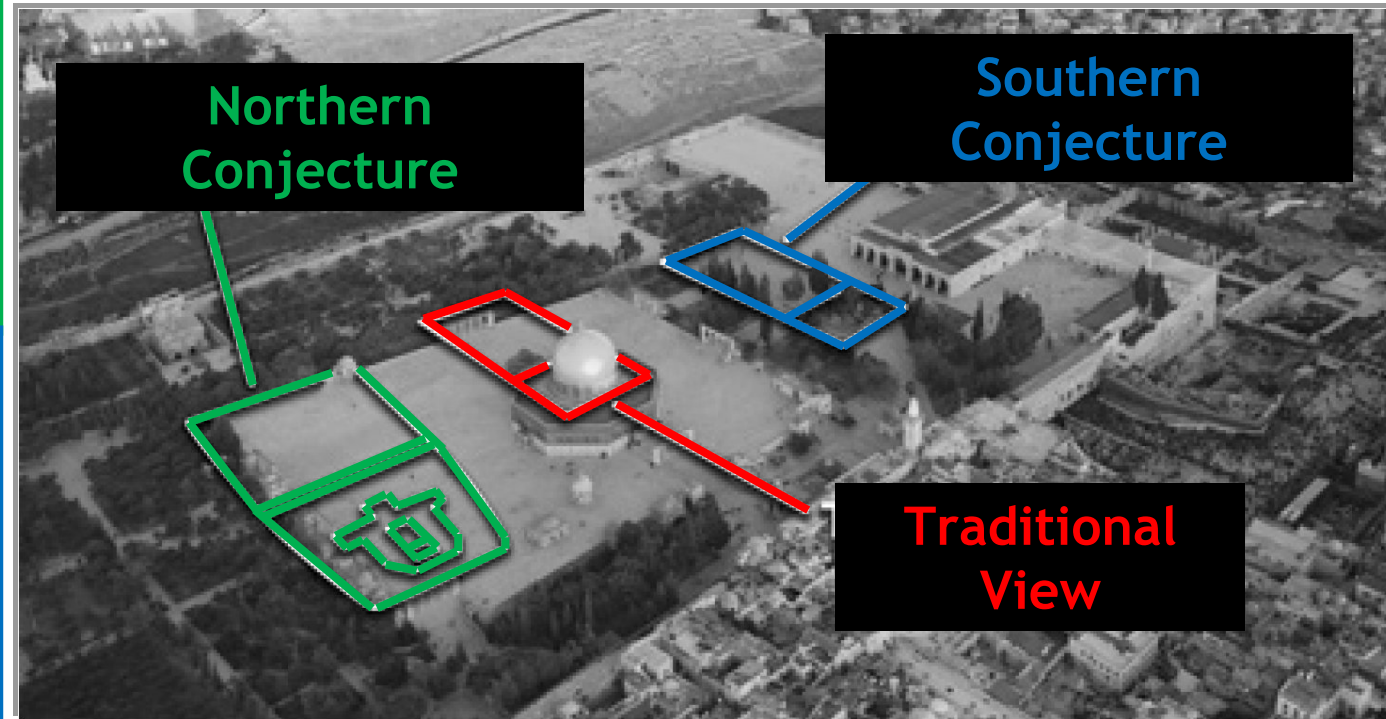 Northern
Conjecture
Southern
Conjecture
Traditional
View